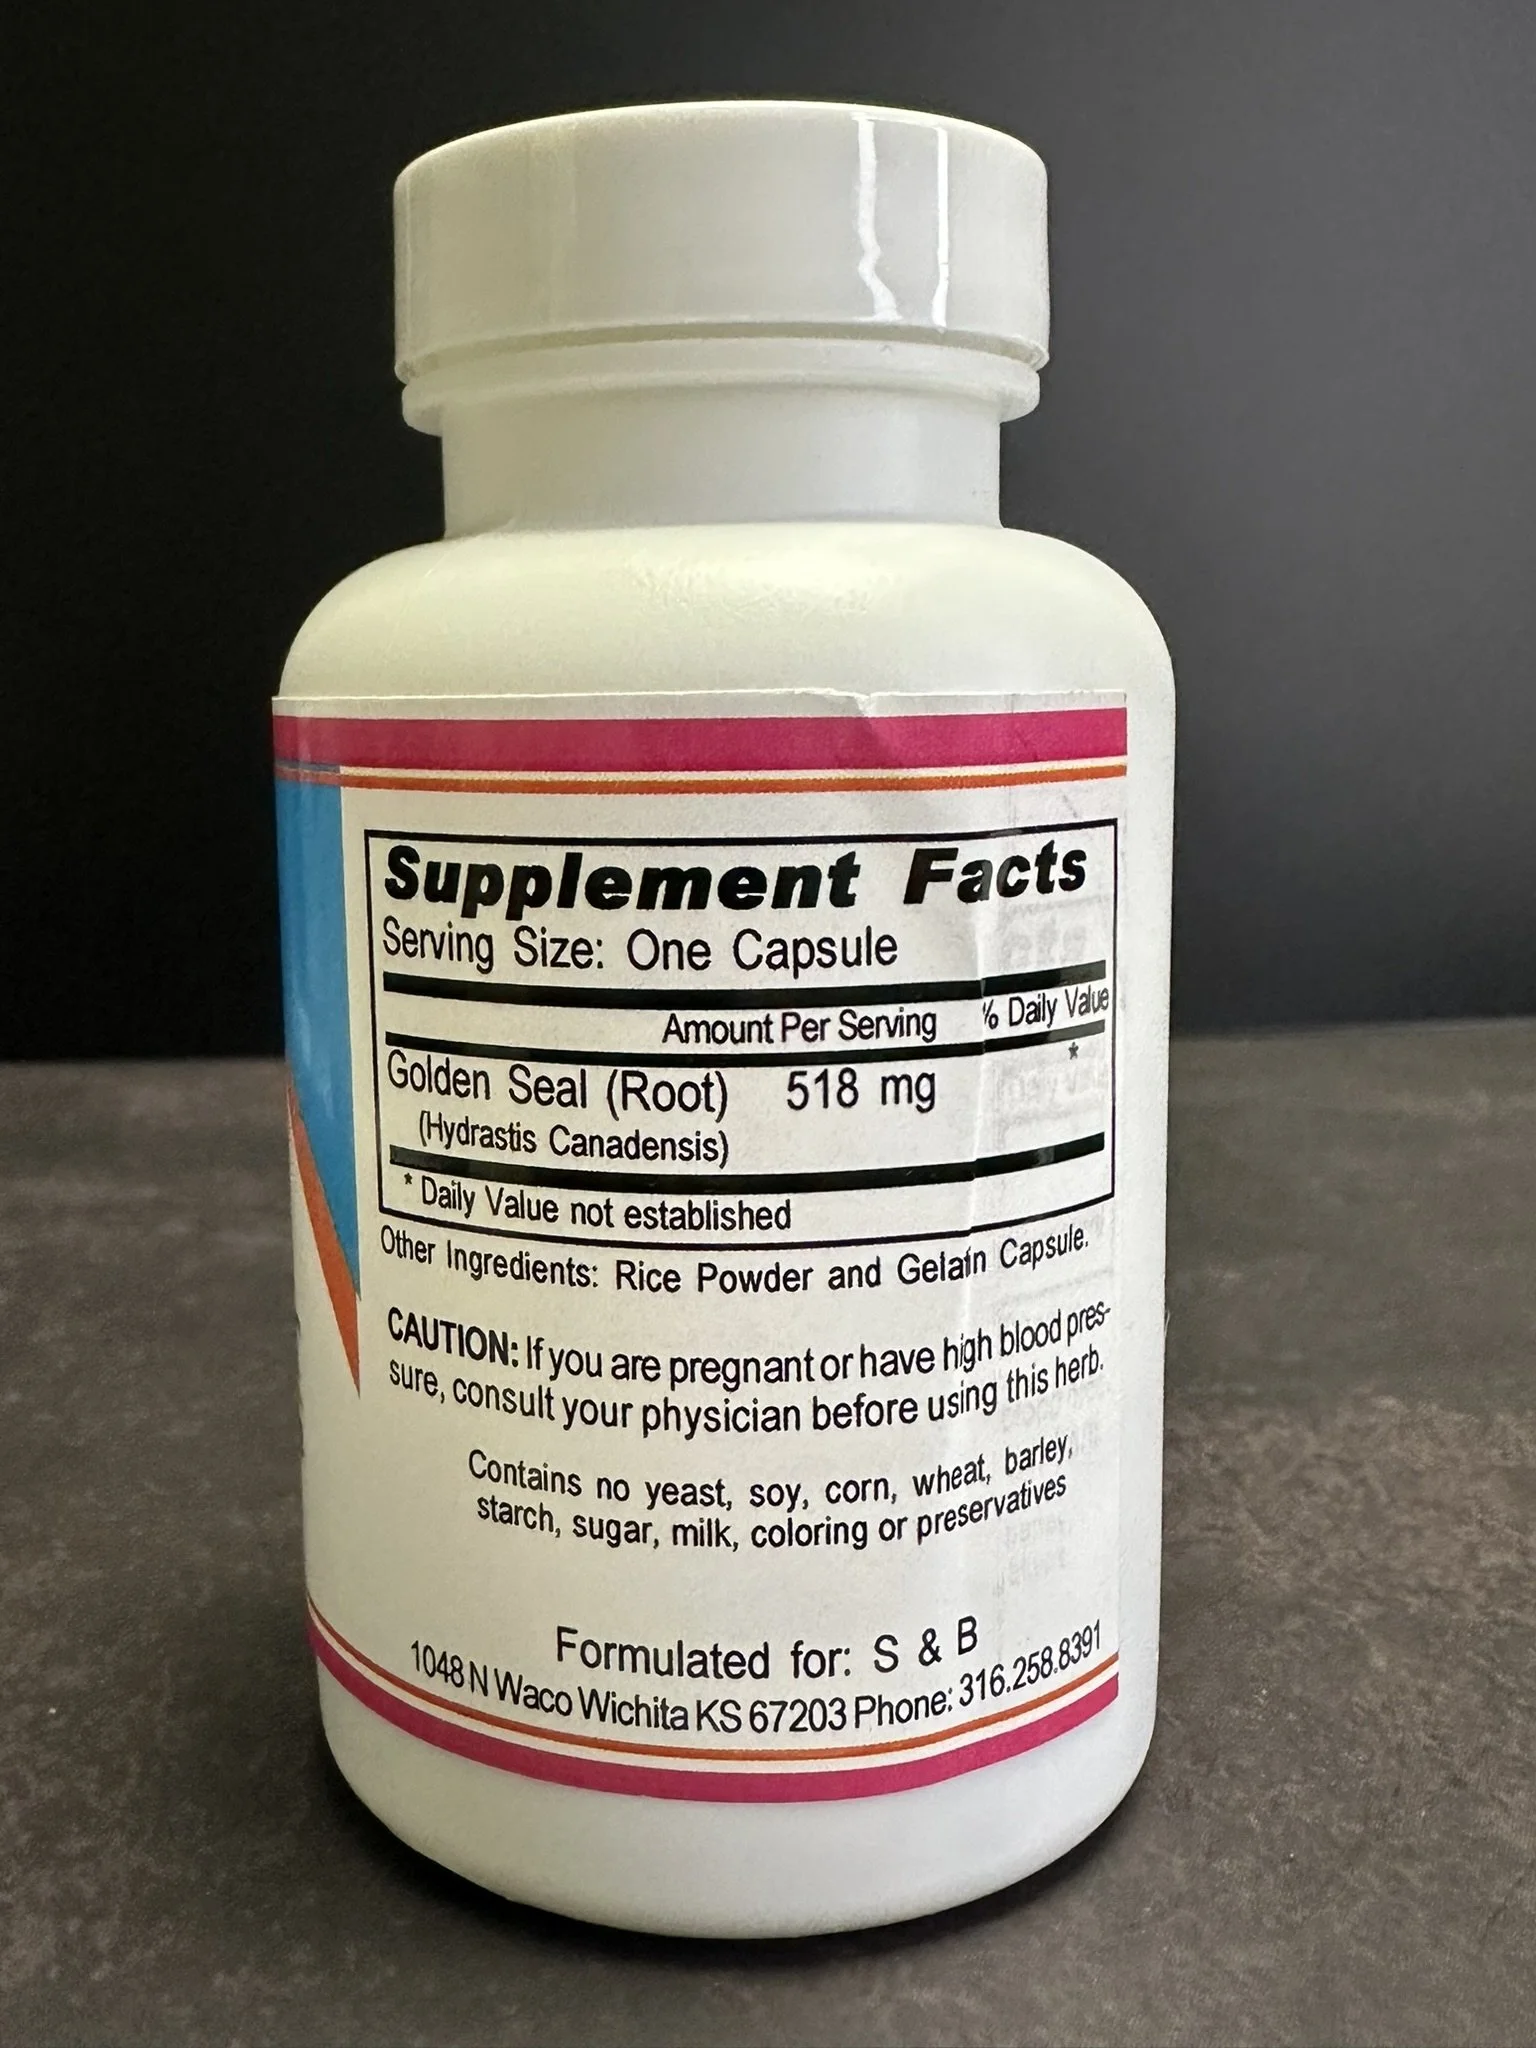 Supplement Facts
Serving Size: One Capsule
Amount Per Serving % Daily Value
Golden Seal (Root) 518 mg *
(Hydrastis Canadensis)
* Daily Value not established
Other Ingredients: Rice Powder and Gelatin Capsule.
CAUTION: If you are pregnant or have high blood pres-
sure, consult your physician before using this herb.
Contains no yeast, soy, corn, wheat, barley,
starch, sugar, milk, coloring or preservatives
Formulated for: S & B
1048 N Waco Wichita KS 67203 Phone: 316.258.8391